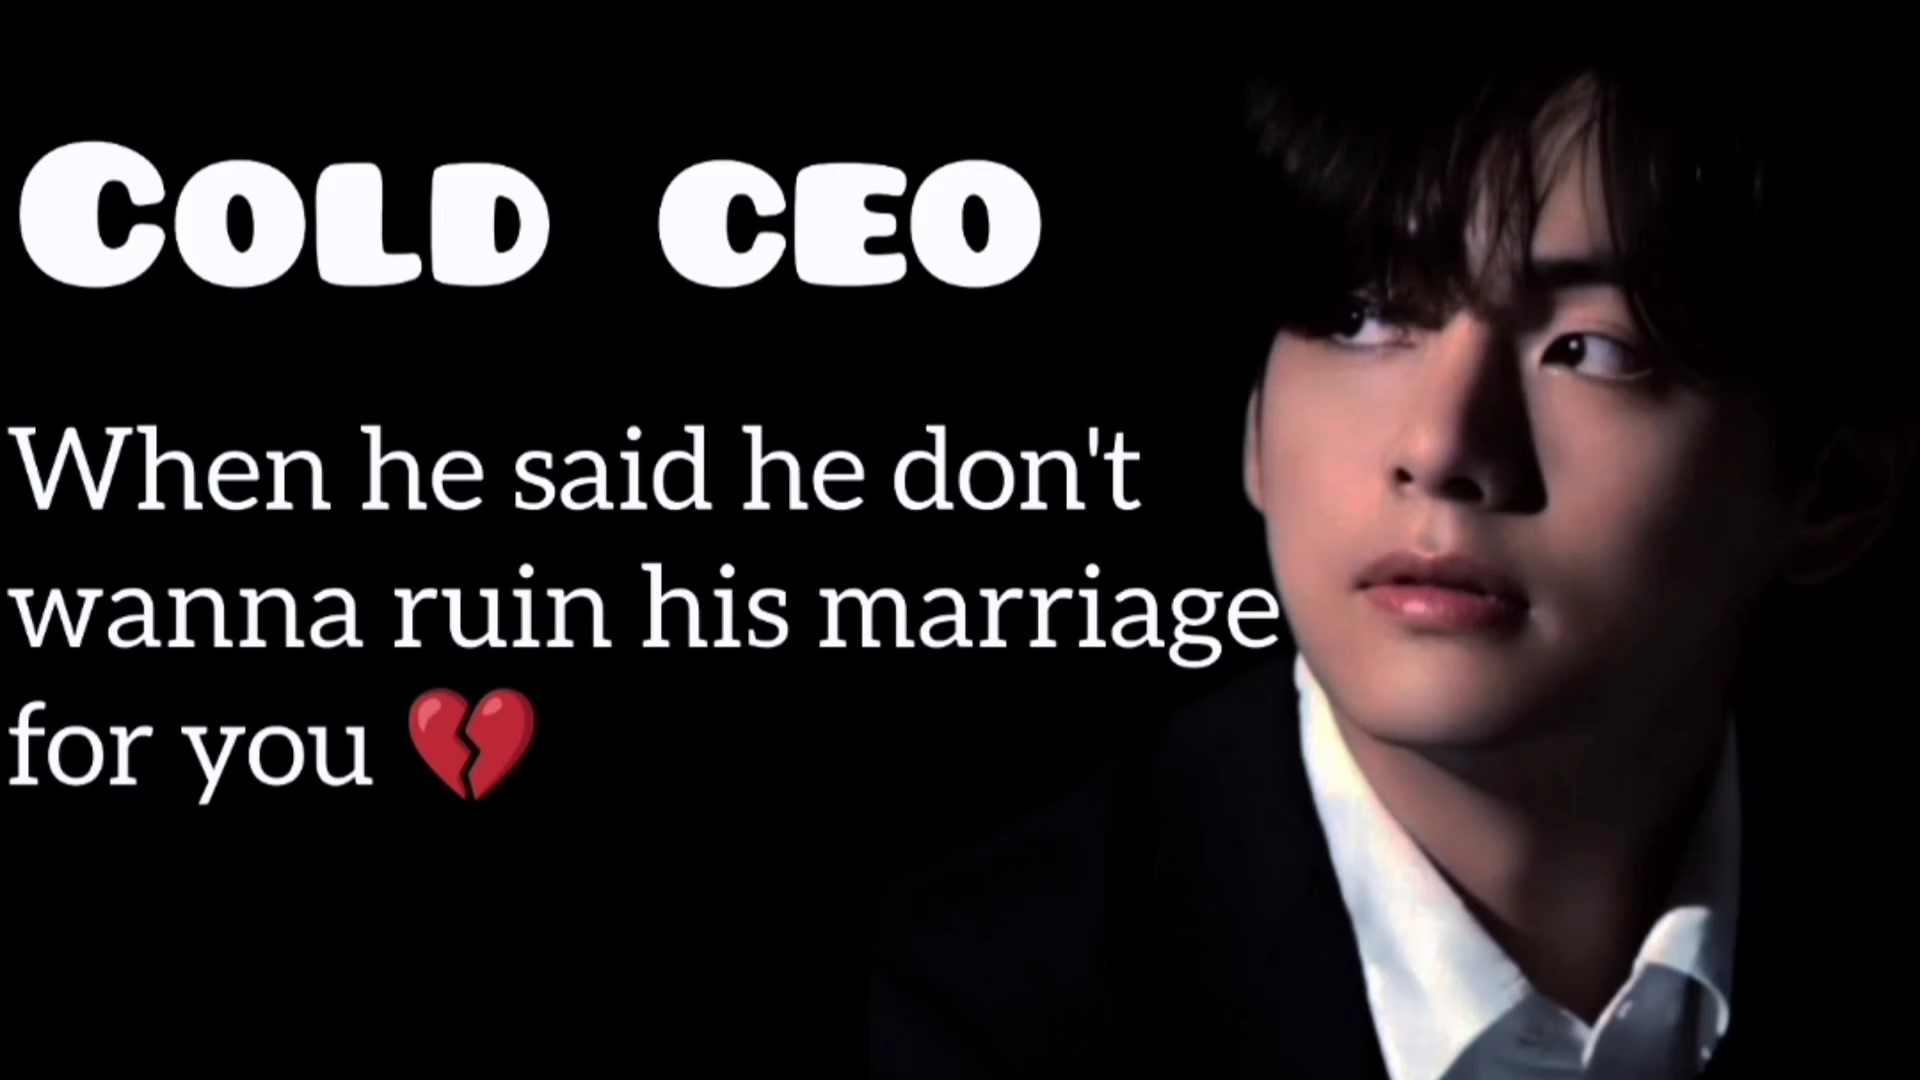 COLD CEO
When he said he don't
wanna ruin his marriage
for you 💔